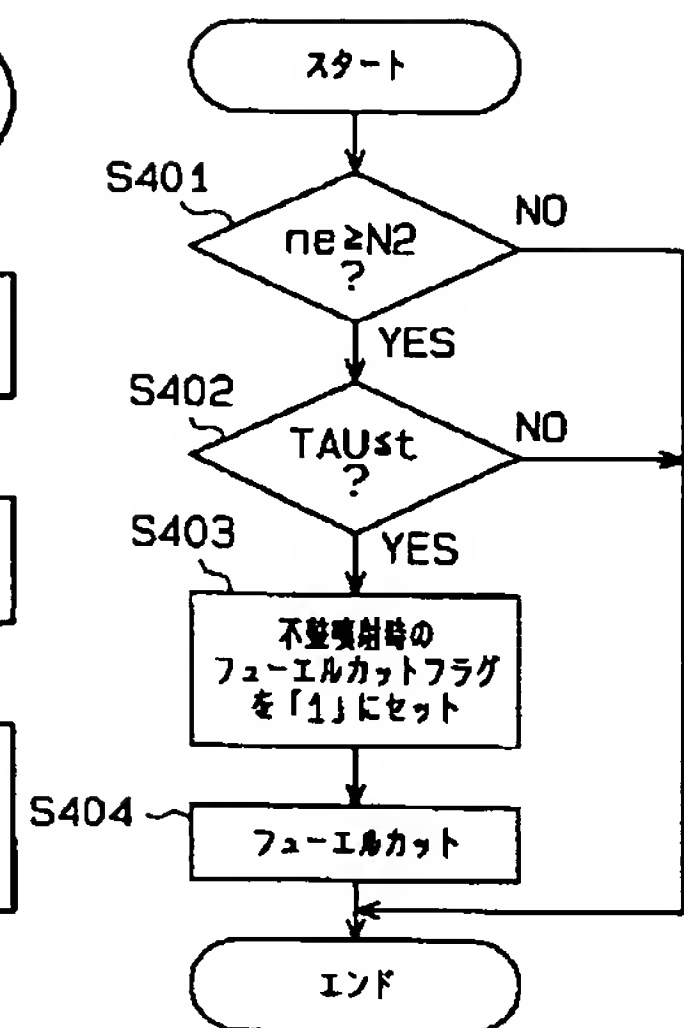 スタート
S401
ne≧N2
?
NO
YES
S402
TAU≦t
?
NO
YES
S403
不整噴射時の
フューエルカットフラグ
を「1」にセット
S404
フューエルカット
エンド